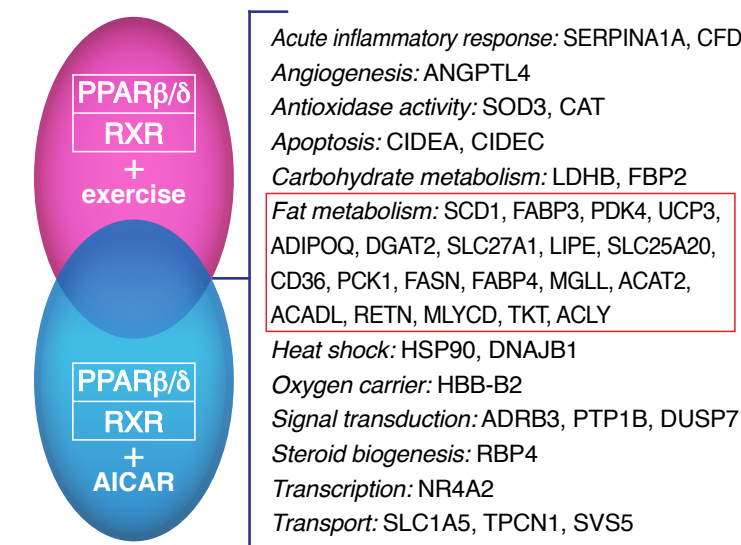 PPARβ/δ
RXR
+
exercise
PPARβ/δ
RXR
+
AICAR
Acute inflammatory response: SERPINA1A, CFD
Angiogenesis: ANGPTL4
Antioxidase activity: SOD3, CAT
Apoptosis: CIDEA, CIDEC
Carbohydrate metabolism: LDHB, FBP2
Fat metabolism: SCD1, FABP3, PDK4, UCP3,
ADIPOQ, DGAT2, SLC27A1, LIPE, SLC25A20,
CD36, PCK1, FASN, FABP4, MGLL, ACAT2,
ACADL, RETN, MLYCD, TKT, ACLY
Heat shock: HSP90, DNAJB1
Oxygen carrier: HBB-B2
Signal transduction: ADRB3, PTP1B, DUSP7
Steroid biogenesis: RBP4
Transcription: NR4A2
Transport: SLC1A5, TPCN1, SVS5